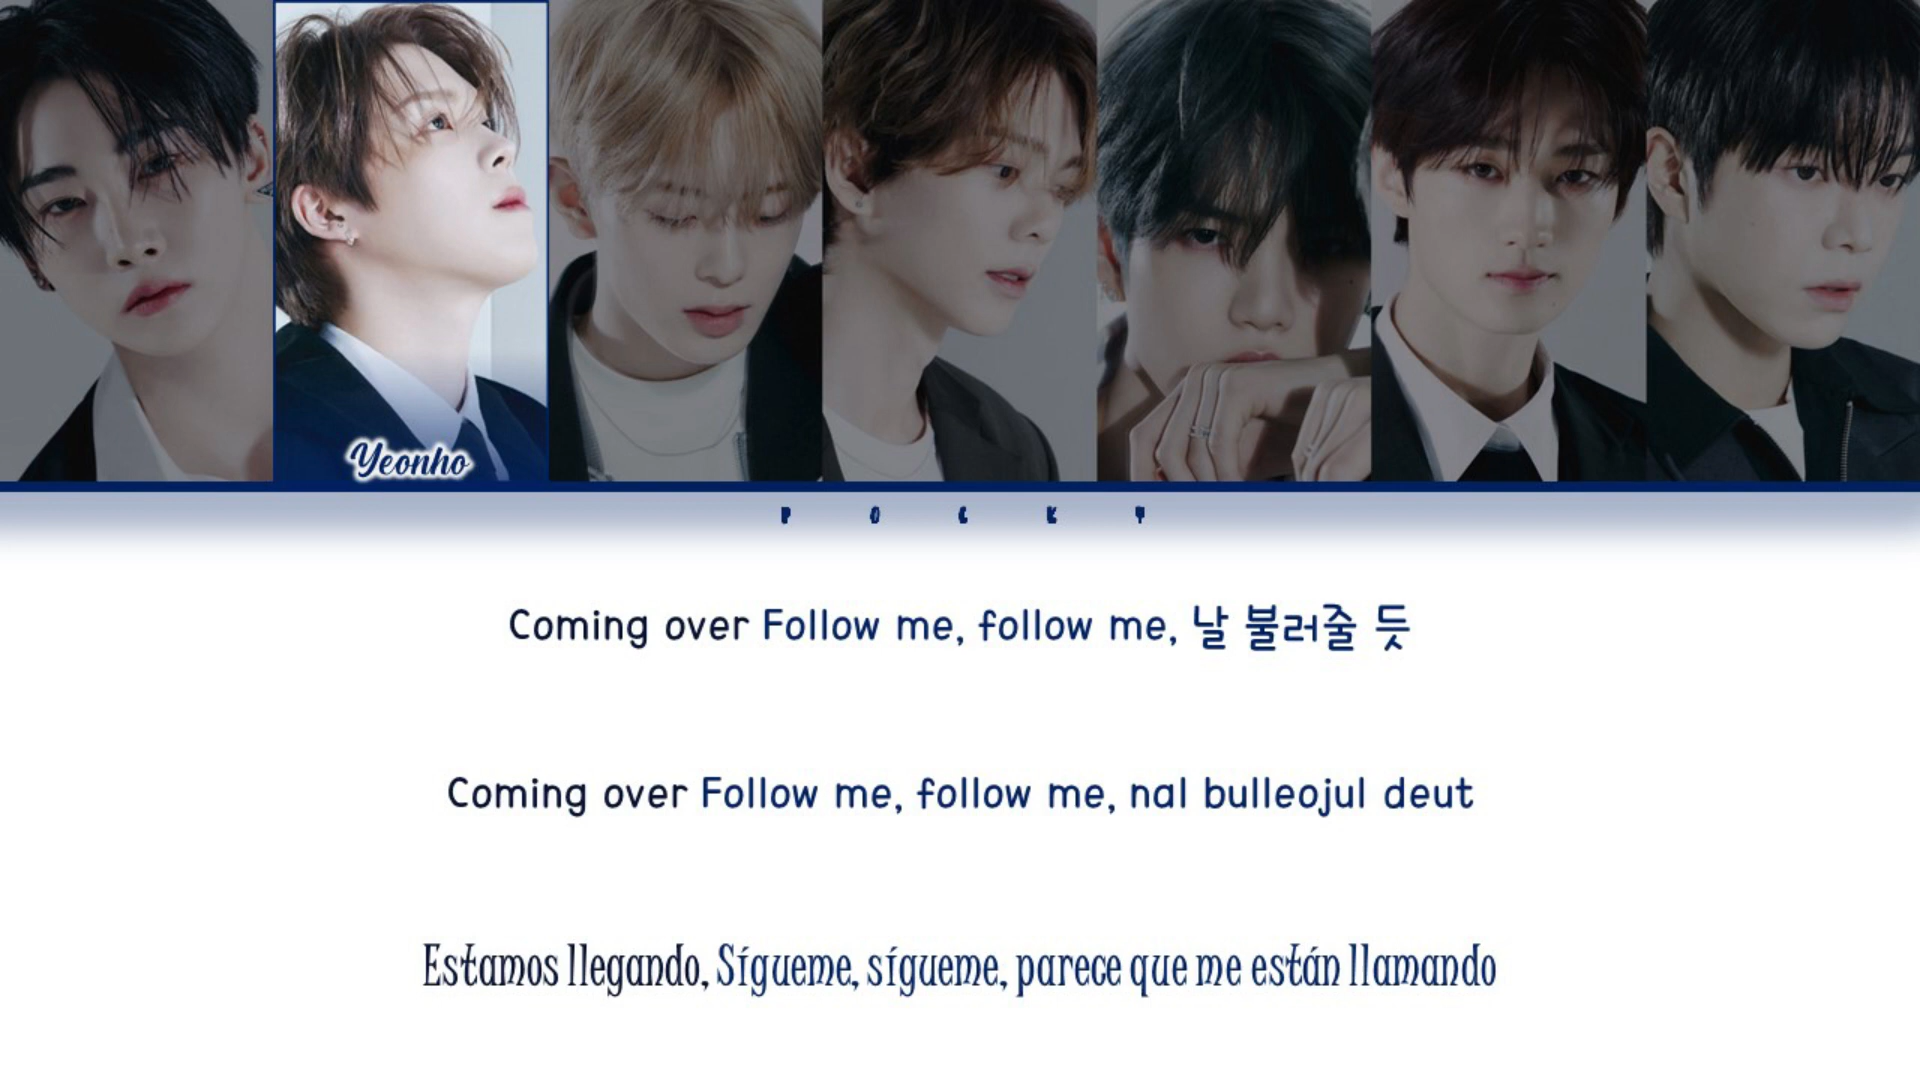 Yeonho
P O C K Y
Coming over Follow me, follow me, 날 불러줄 듯
Coming over Follow me, follow me, nal bulleojul deut
Estamos llegando, Sígueme, sígueme, parece que me están llamando